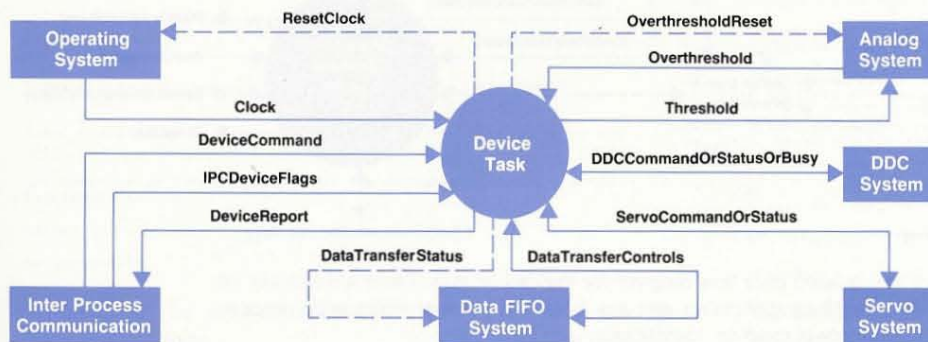 ResetClock
OverthresholdReset
Operating
System
Analog
System
Overthreshold
Clock
Threshold
Device
Task
DeviceCommand
DDCCommandOrStatusOrBusy
DDC
System
IPCDeviceFlags
DeviceReport
ServoCommandOrStatus
DataTransferStatus
DataTransferControls
Inter Process
Communication
Data FIFO
System
Servo
System